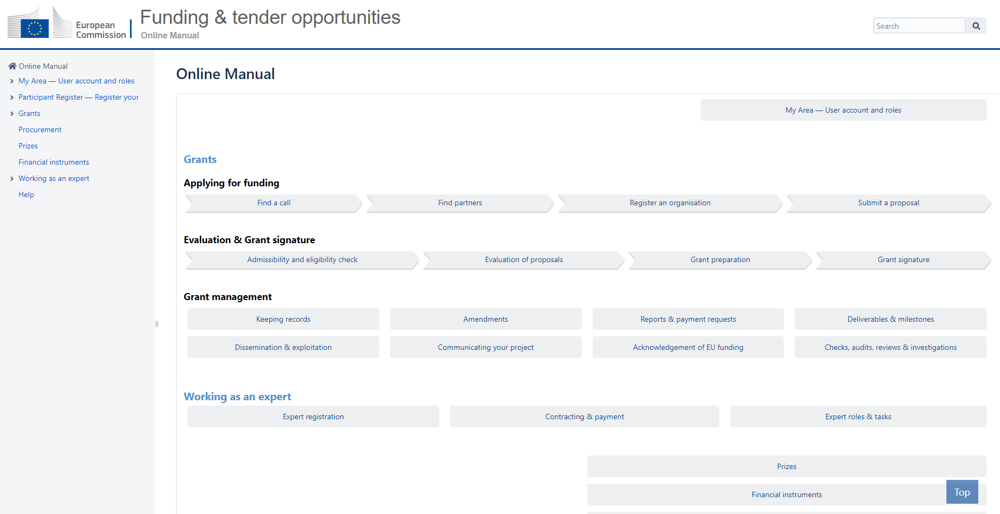 European
Commission
Funding & tender opportunities
Online Manual
Search
Online Manual
My Area — User account and roles
Participant Register — Register your
Grants
Procurement
Prizes
Financial instruments
Working as an expert
Help
Online Manual
My Area — User account and roles
Grants
Applying for funding
Find a call
Find partners
Register an organisation
Submit a proposal
Evaluation & Grant signature
Admissibility and eligibility check
Evaluation of proposals
Grant preparation
Grant signature
Grant management
Keeping records
Amendments
Reports & payment requests
Deliverables & milestones
Dissemination & exploitation
Communicating your project
Acknowledgement of EU funding
Checks, audits, reviews & investigations
Working as an expert
Expert registration
Contracting & payment
Expert roles & tasks
Prizes
Financial instruments
Top